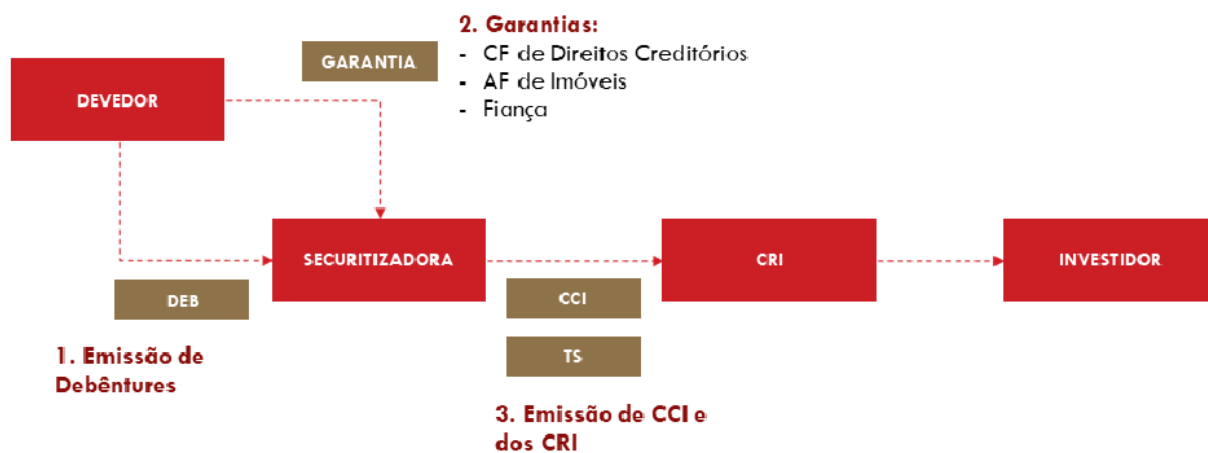 2. Garantias:
- CF de Direitos Creditórios
- AF de Imóveis
- Fiança
GARANTIA
DEVEDOR
SECURITIZADORA
CRI
INVESTIDOR
DEB
CCI
TS
1. Emissão de
Debêntures
3. Emissão de CCI e
dos CRI